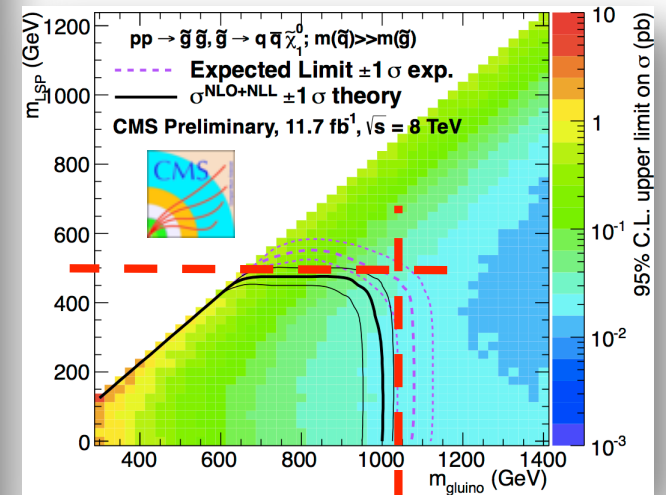 1200
1000
800
600
400
200
0
m_LSP (GeV)
pp → g̃ g̃, g̃ → q q̄ χ̃₁⁰; m(q̃)>>m(g̃)
Expected Limit ±1 σ exp.
σ^NLO+NLL ±1 σ theory
CMS Preliminary, 11.7 fb⁻¹, √s = 8 TeV
CMS
400 600 800 1000 1200 1400
m_gluino (GeV)
10
1
10⁻¹
10⁻²
10⁻³
95% C.L. upper limit on σ (pb)